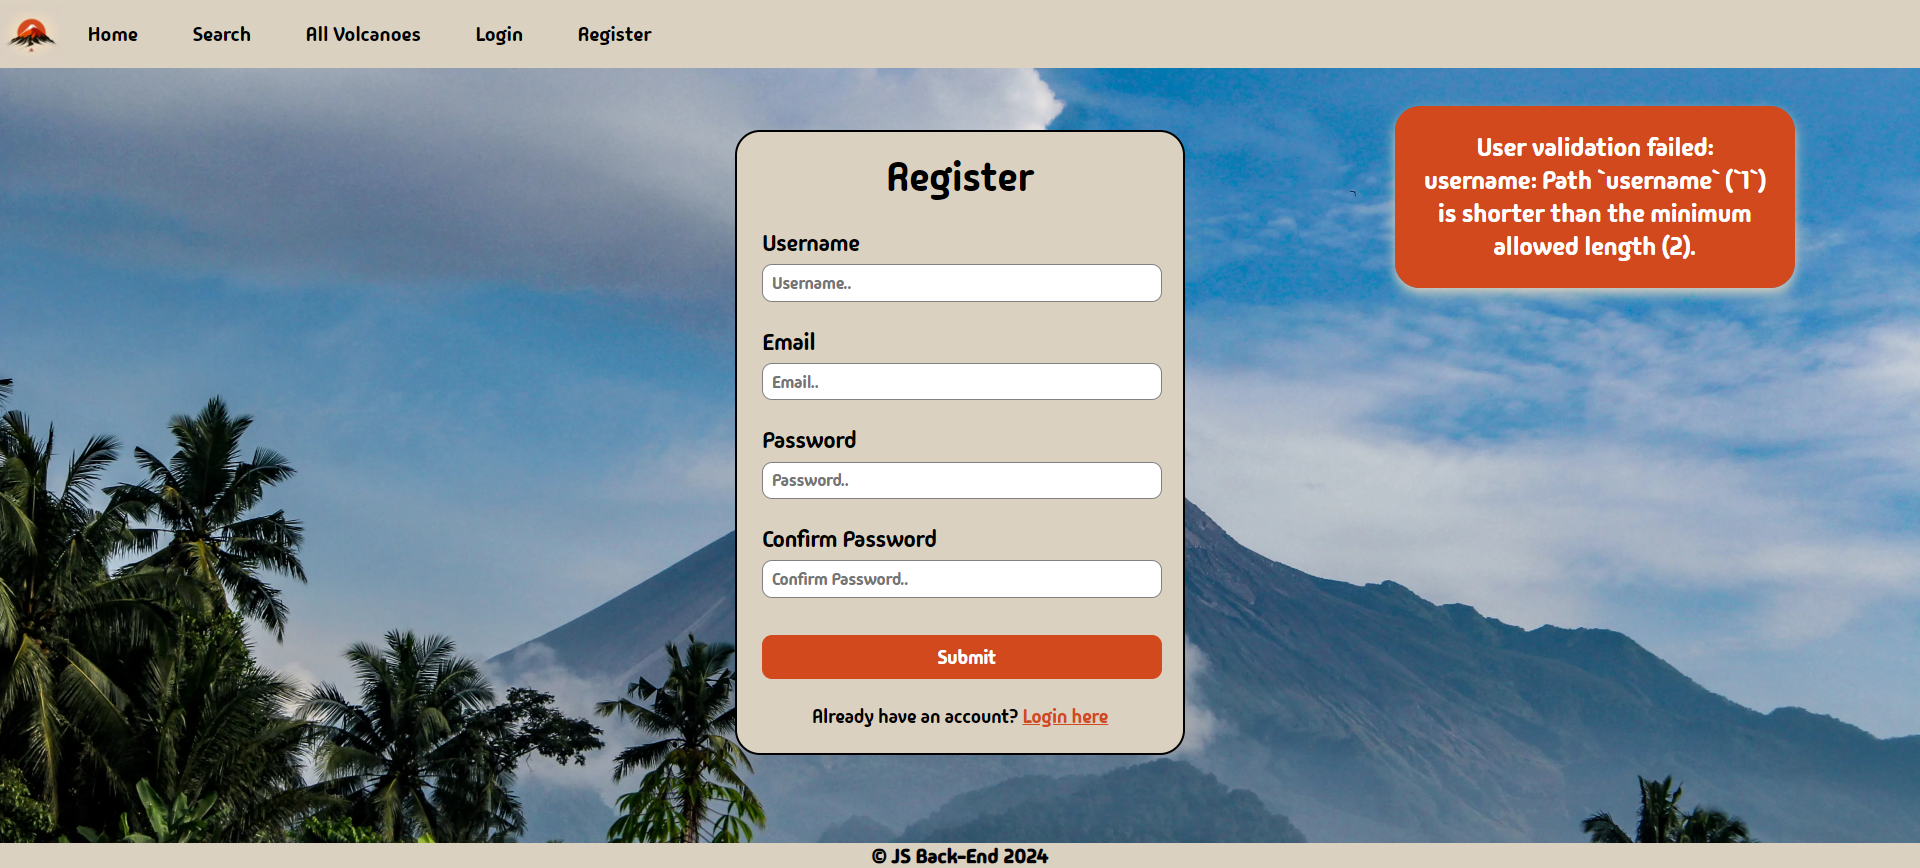 Home
Search
All Volcanoes
Login
Register
User validation failed:
username: Path `username` (`1`)
is shorter than the minimum
allowed length (2).
Register
Username
Username..
Email
Email..
Password
Password..
Confirm Password
Confirm Password..
Submit
Already have an account? Login here
© JS Back-End 2024